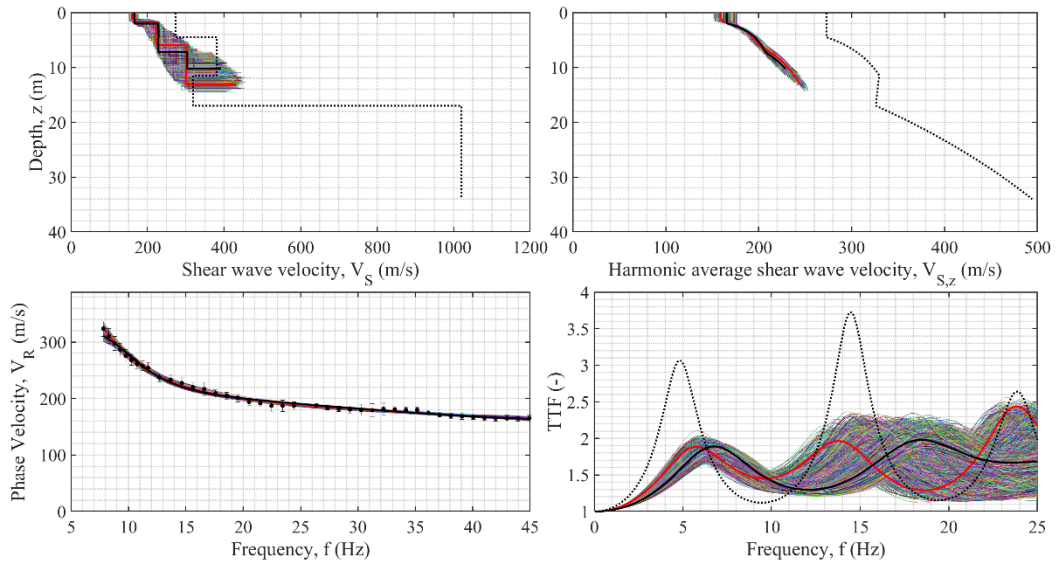 0
10
20
30
40
Depth, z (m)
0 200 400 600 800 1000 1200
Shear wave velocity, V_S (m/s)
0
10
20
30
40
100 200 300 400 500
Harmonic average shear wave velocity, V_S,z (m/s)
300
200
100
0
Phase Velocity, V_R (m/s)
5 10 15 20 25 30 35 40 45
Frequency, f (Hz)
4
3.5
3
2.5
2
1.5
1
TTF (-)
0 5 10 15 20 25
Frequency, f (Hz)